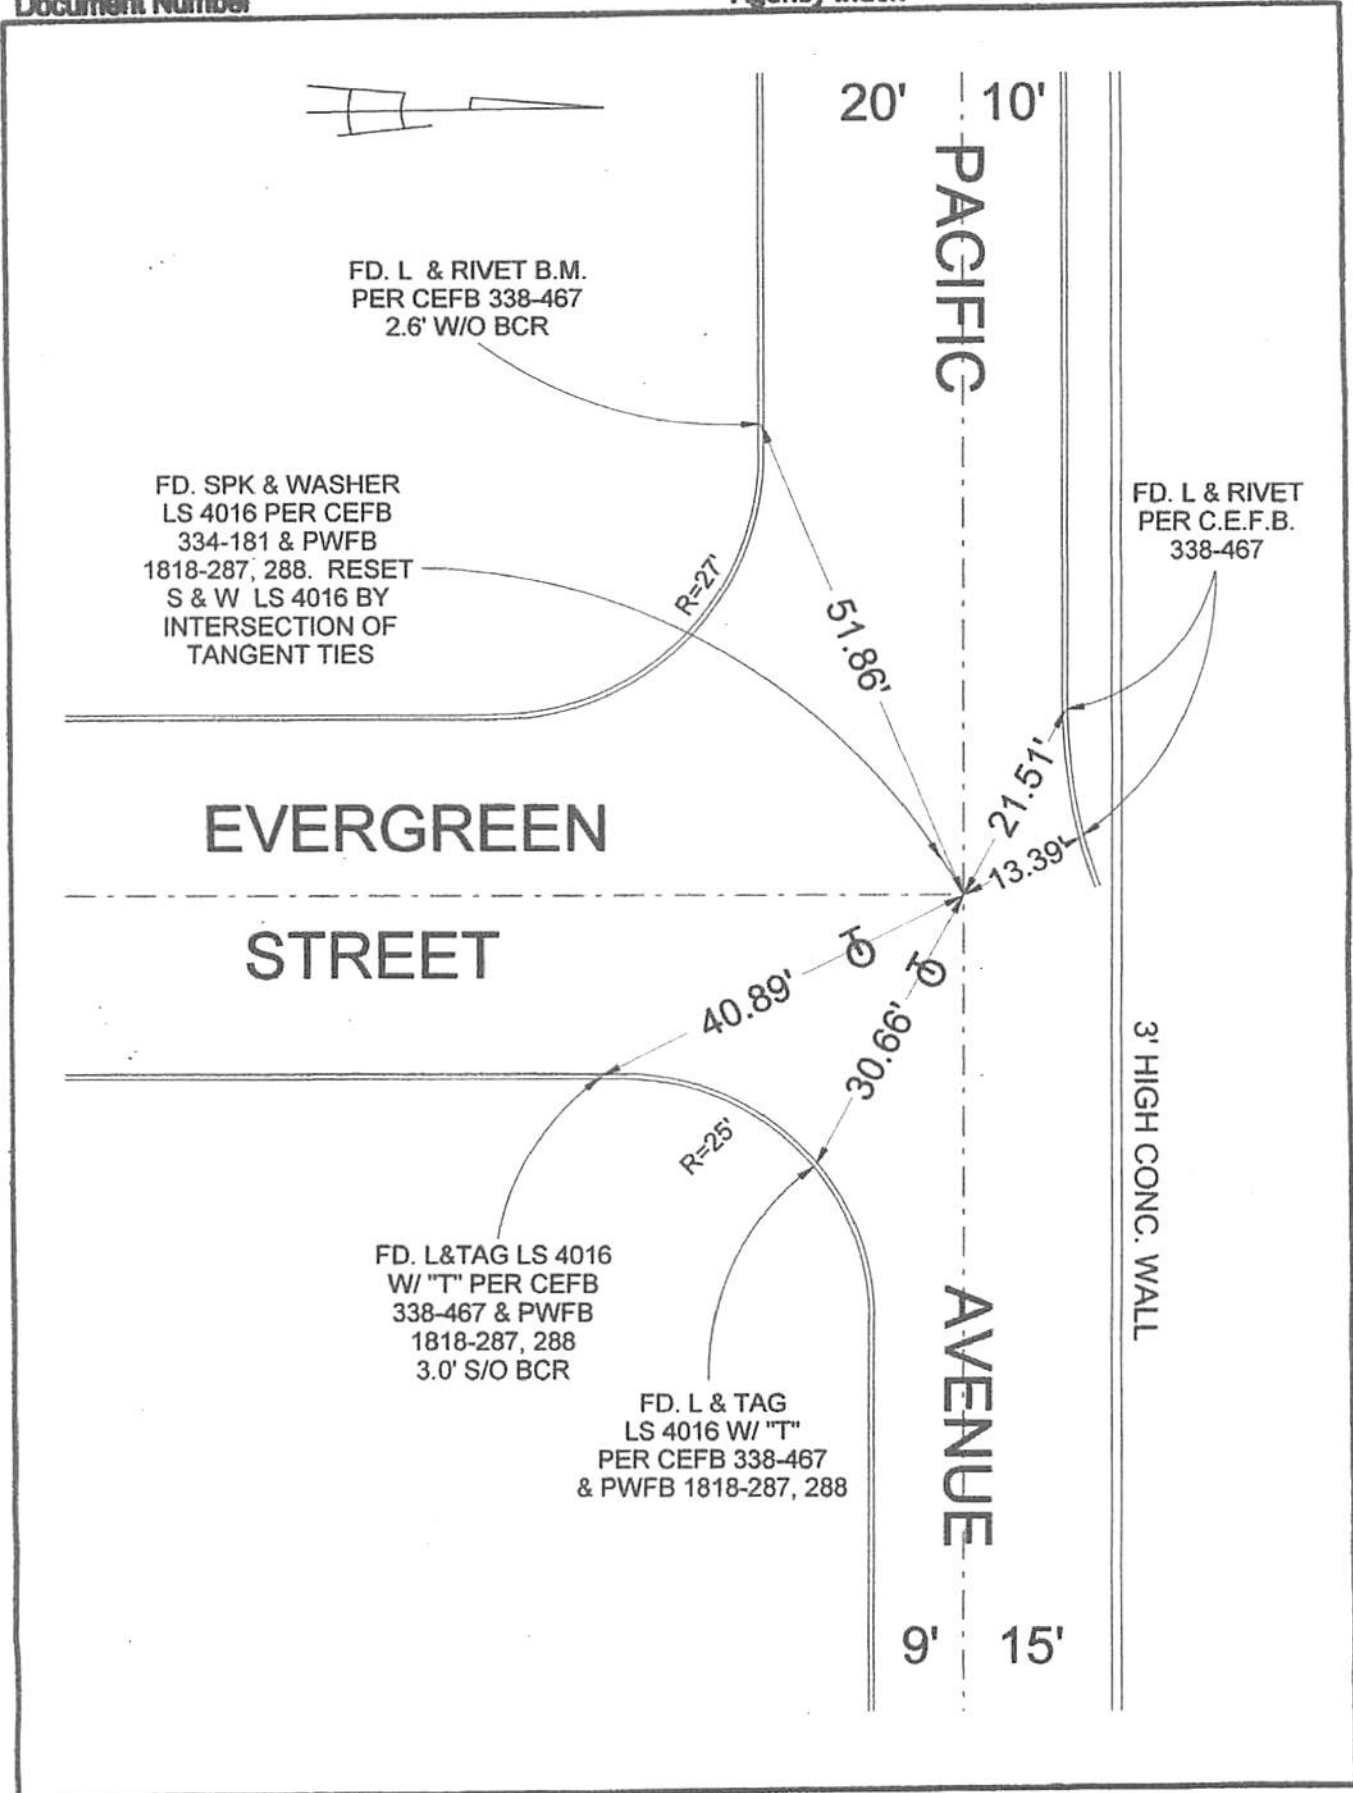 Document Number
20' 10'
PACIFIC
FD. L & RIVET B.M.
PER CEFB 338-467
2.6' W/O BCR
FD. SPK & WASHER
LS 4016 PER CEFB
334-181 & PWFB
1818-287, 288. RESET
S & W LS 4016 BY
INTERSECTION OF
TANGENT TIES
FD. L & RIVET
PER C.E.F.B.
338-467
R=27'
51.86'
21.51'
13.39'
EVERGREEN
STREET
40.89'
30.66'
R=25'
3' HIGH CONC. WALL
FD. L&TAG LS 4016
W/ "T" PER CEFB
338-467 & PWFB
1818-287, 288
3.0' S/O BCR
FD. L & TAG
LS 4016 W/ "T"
PER CEFB 338-467
& PWFB 1818-287, 288
AVENUE
9' 15'